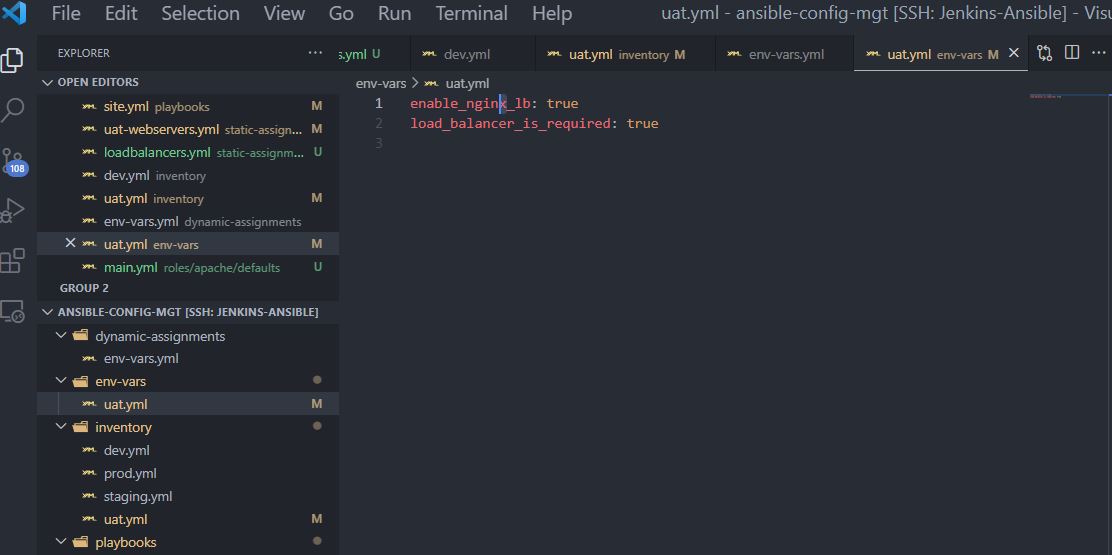 File Edit Selection View Go Run Terminal Help uat.yml - ansible-config-mgt [SSH: Jenkins-Ansible] - Visu
EXPLORER ···
s.yml U dev.yml uat.yml inventory M env-vars.yml uat.yml env-vars M
OPEN EDITORS
site.yml playbooks M
uat-webservers.yml static-assign... M
loadbalancers.yml static-assignm... U
dev.yml inventory
uat.yml inventory M
env-vars.yml dynamic-assignments
uat.yml env-vars M
main.yml roles/apache/defaults U
GROUP 2
108
ANSIBLE-CONFIG-MGT [SSH: JENKINS-ANSIBLE]
dynamic-assignments
env-vars.yml
env-vars
uat.yml M
inventory
dev.yml
prod.yml
staging.yml
uat.yml M
playbooks
env-vars > uat.yml
1 enable_nginx_lb: true
2 load_balancer_is_required: true
3